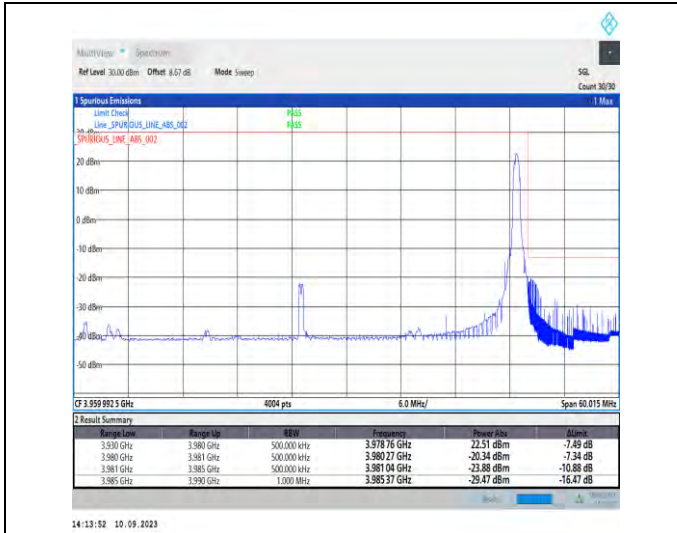 MultiView Spectrum
Ref Level 30.00 dBm Offset 8.67 dB Mode Sweep SGL
Count 30/30
1 Spurious Emissions 1 Max
Limit Check PASS
Line _SPURIOUS_LINE_ABS_002 PASS
30 dBm
_SPURIOUS_LINE_ABS_002
20 dBm
10 dBm
0 dBm
-10 dBm
-20 dBm
-30 dBm
-40 dBm
-50 dBm
CF 3.959 992 5 GHz 4004 pts 6.0 MHz/ Span 60.015 MHz
2 Result Summary
Range Low Range Up RBW Frequency Power Abs ΔLimit
3.930 GHz 3.980 GHz 500.000 kHz 3.978 76 GHz 22.51 dBm -7.49 dB
3.980 GHz 3.981 GHz 500.000 kHz 3.980 27 GHz -20.34 dBm -7.34 dB
3.981 GHz 3.985 GHz 500.000 kHz 3.981 04 GHz -23.88 dBm -10.88 dB
3.985 GHz 3.990 GHz 1.000 MHz 3.985 37 GHz -29.47 dBm -16.47 dB
14:13:52 10.09.2023